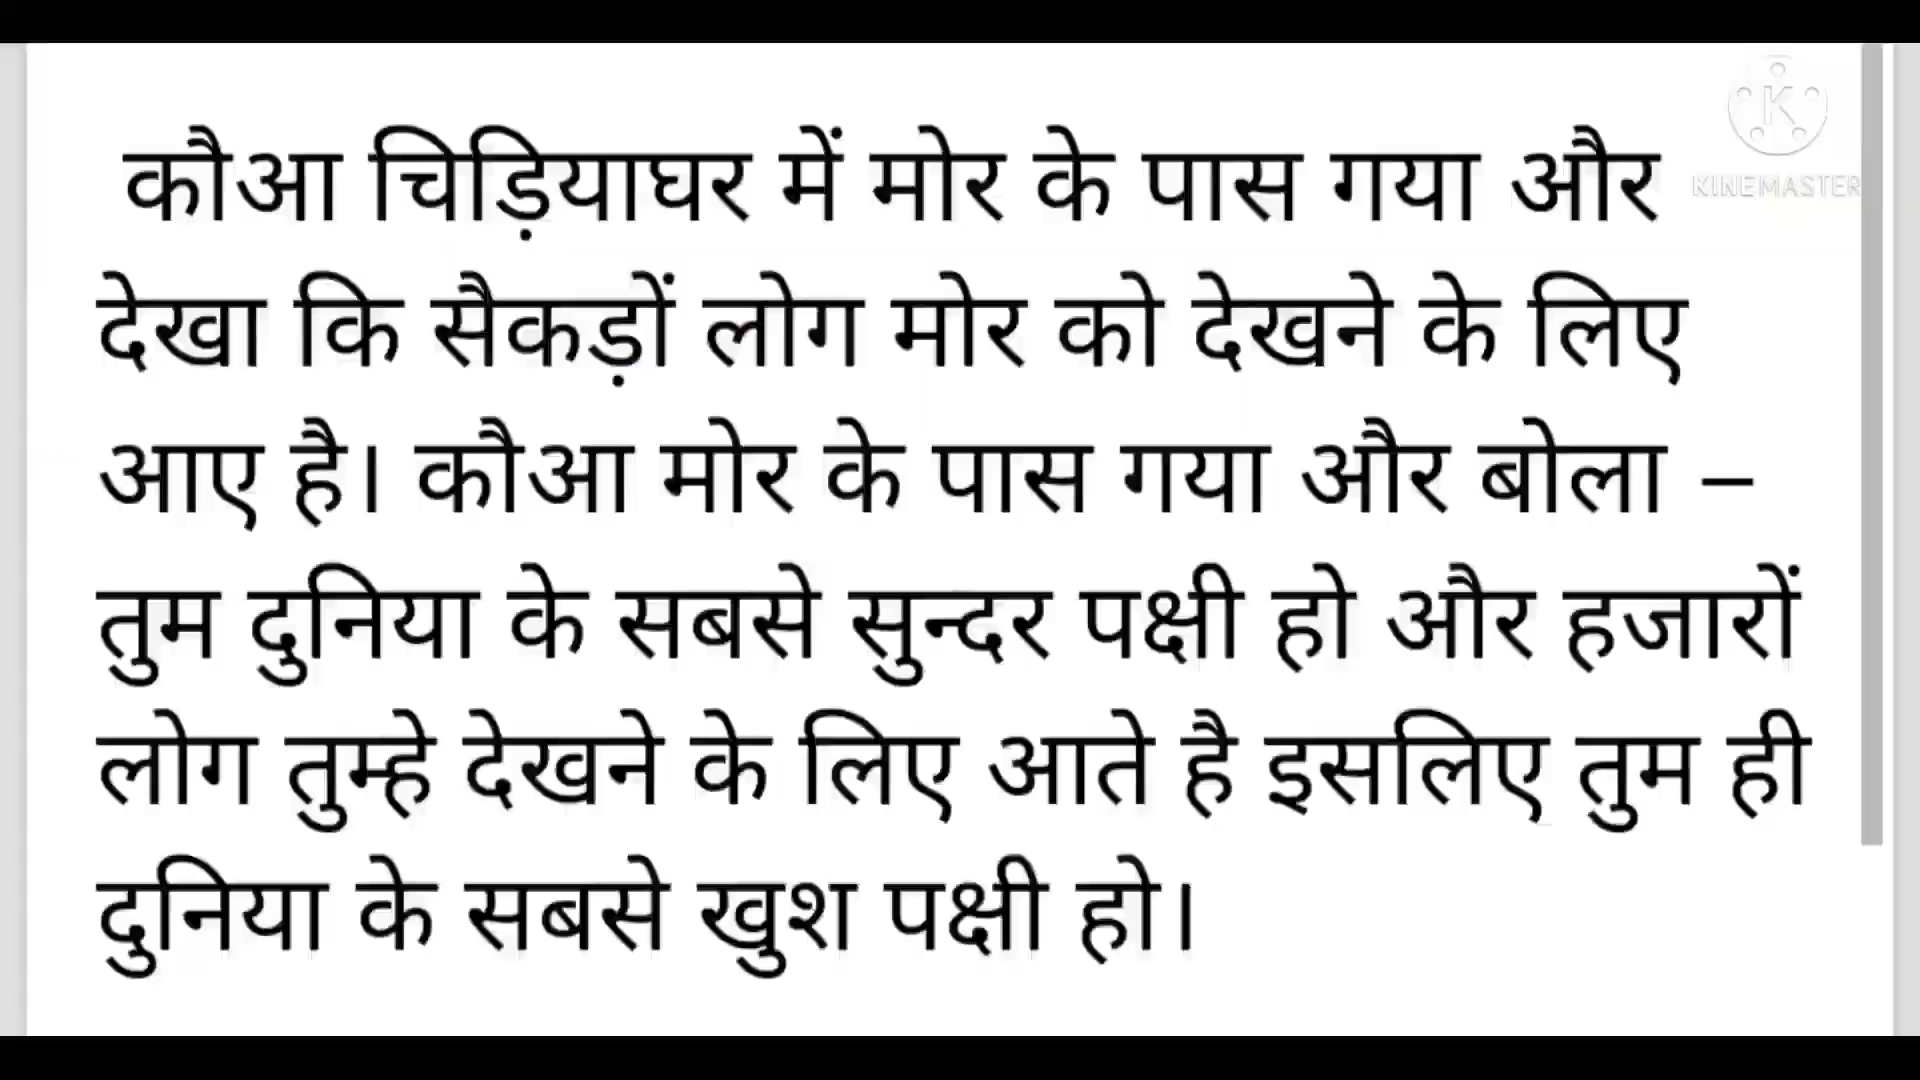 कौआ चिड़ियाघर में मोर के पास गया और
देखा कि सैकड़ों लोग मोर को देखने के लिए
आए है। कौआ मोर के पास गया और बोला –
तुम दुनिया के सबसे सुन्दर पक्षी हो और हजारों
लोग तुम्हे देखने के लिए आते है इसलिए तुम ही
दुनिया के सबसे खुश पक्षी हो।
K
KINEMASTER